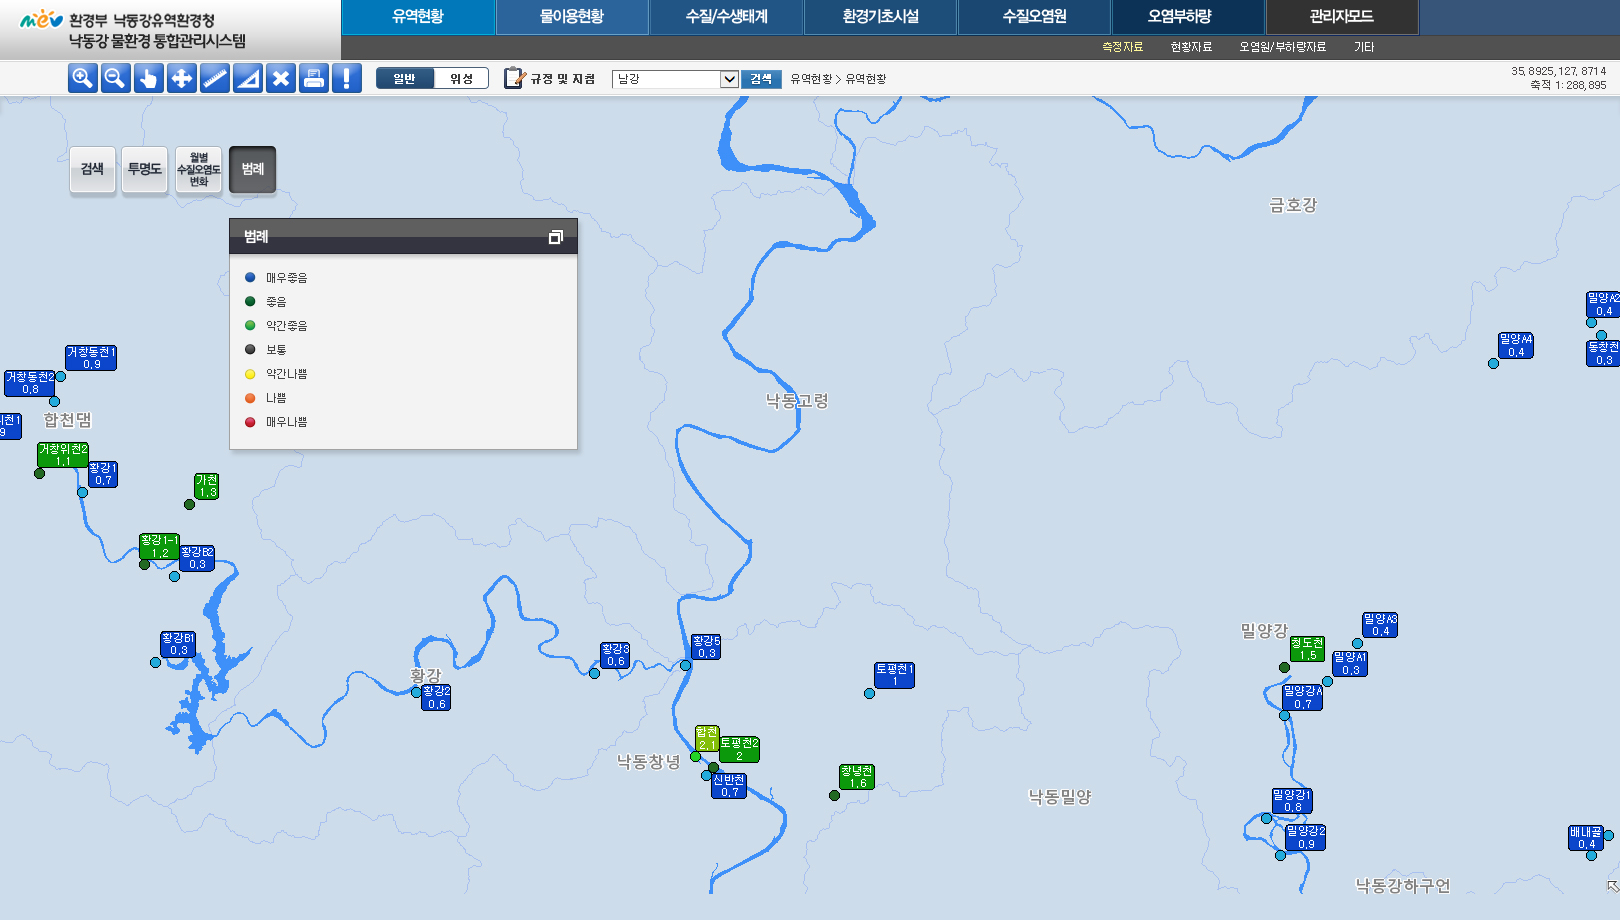 mev 환경부 낙동강유역환경청
낙동강 물환경 통합관리시스템
유역현황 물이용현황 수질/수생태계 환경기초시설 수질오염원 오염부하량 관리자모드
측정자료 현황자료 오염원/부하량자료 기타
일반 위성 규정 및 지침 남강 검색 유역현황 > 유역현황
35,8925,127,8714
축적 1:288,895
검색 투명도 월별 수질오염도 변화 범례
금호강
범례
매우좋음
좋음
약간좋음
보통
약간나쁨
나쁨
매우나쁨
밀양A2
0.4
밀양A4
0.4
동창천
0.3
거창동천1
0.9
거창동천2
0.8
합천댐
천1
9
거창위천2
1.1
황강1
0.7
가천
1.3
낙동고령
황강1-1
1.2
황강B2
0.3
황강B1
0.3
황강
황강2
0.6
황강3
0.6
황강5
0.3
토평천1
1
밀양강
청도천
1.5
밀양A3
0.4
밀양A1
0.3
밀양강A
0.7
합천
2.1
토평천2
2
낙동창녕
신반천
0.7
창녕천
1.6
낙동밀양
밀양강1
0.8
밀양강2
0.9
배내골
0.4
낙동강하구언